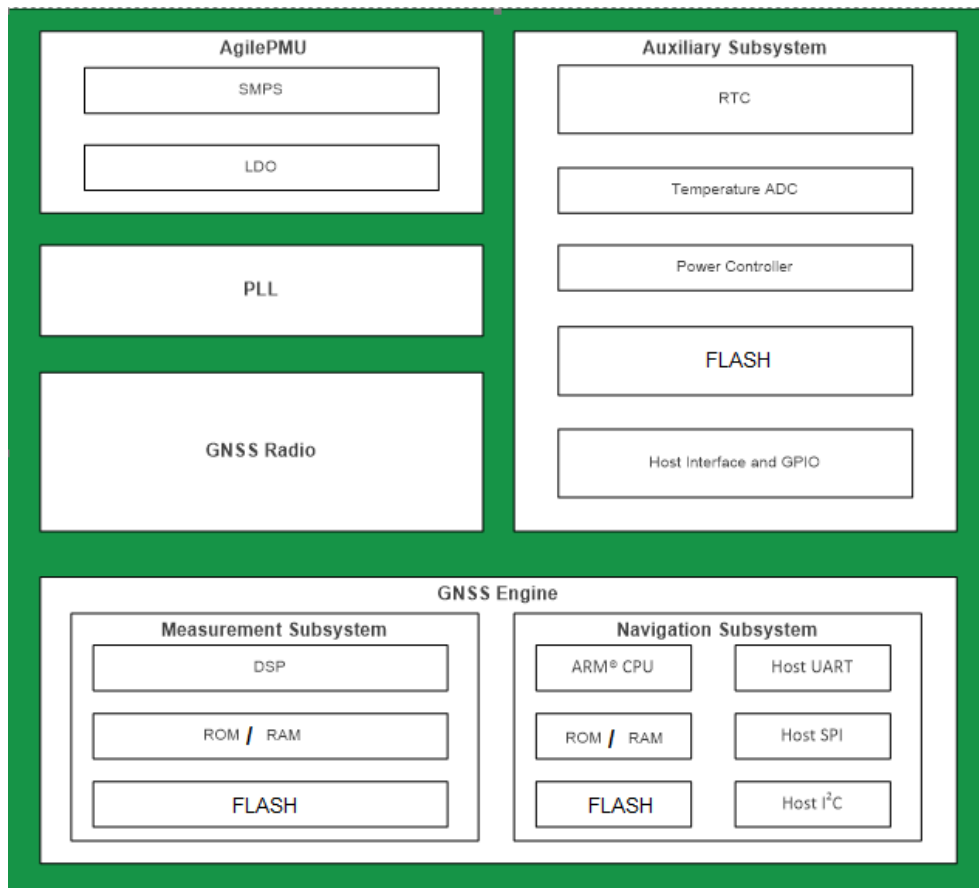 AgilePMU
SMPS
LDO
PLL
GNSS Radio
Auxiliary Subsystem
RTC
Temperature ADC
Power Controller
FLASH
Host Interface and GPIO
GNSS Engine
Measurement Subsystem
DSP
ROM / RAM
FLASH
Navigation Subsystem
ARM® CPU
ROM / RAM
FLASH
Host UART
Host SPI
Host I²C